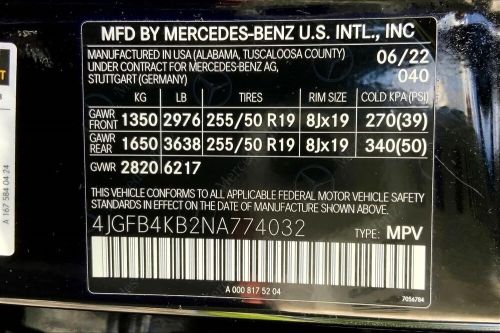 MFD BY MERCEDES-BENZ U.S. INTL., INC
MANUFACTURED IN USA (ALABAMA, TUSCALOOSA COUNTY) 06/22
UNDER CONTRACT FOR MERCEDES-BENZ AG, 040
STUTTGART (GERMANY)
KG LB TIRES RIM SIZE COLD KPA (PSI)
GAWR FRONT 1350 2976 255/50 R19 8Jx19 270(39)
GAWR REAR 1650 3638 255/50 R19 8Jx19 340(50)
GVWR 2820 6217
THIS VEHICLE CONFORMS TO ALL APPLICABLE FEDERAL MOTOR VEHICLE SAFETY
STANDARDS IN EFFECT ON THE DATE OF MANUFACTURE SHOWN ABOVE.
4JGFB4KB2NA774032 TYPE: MPV
A 000 817 52 04
7056784
A 167 584 04 24